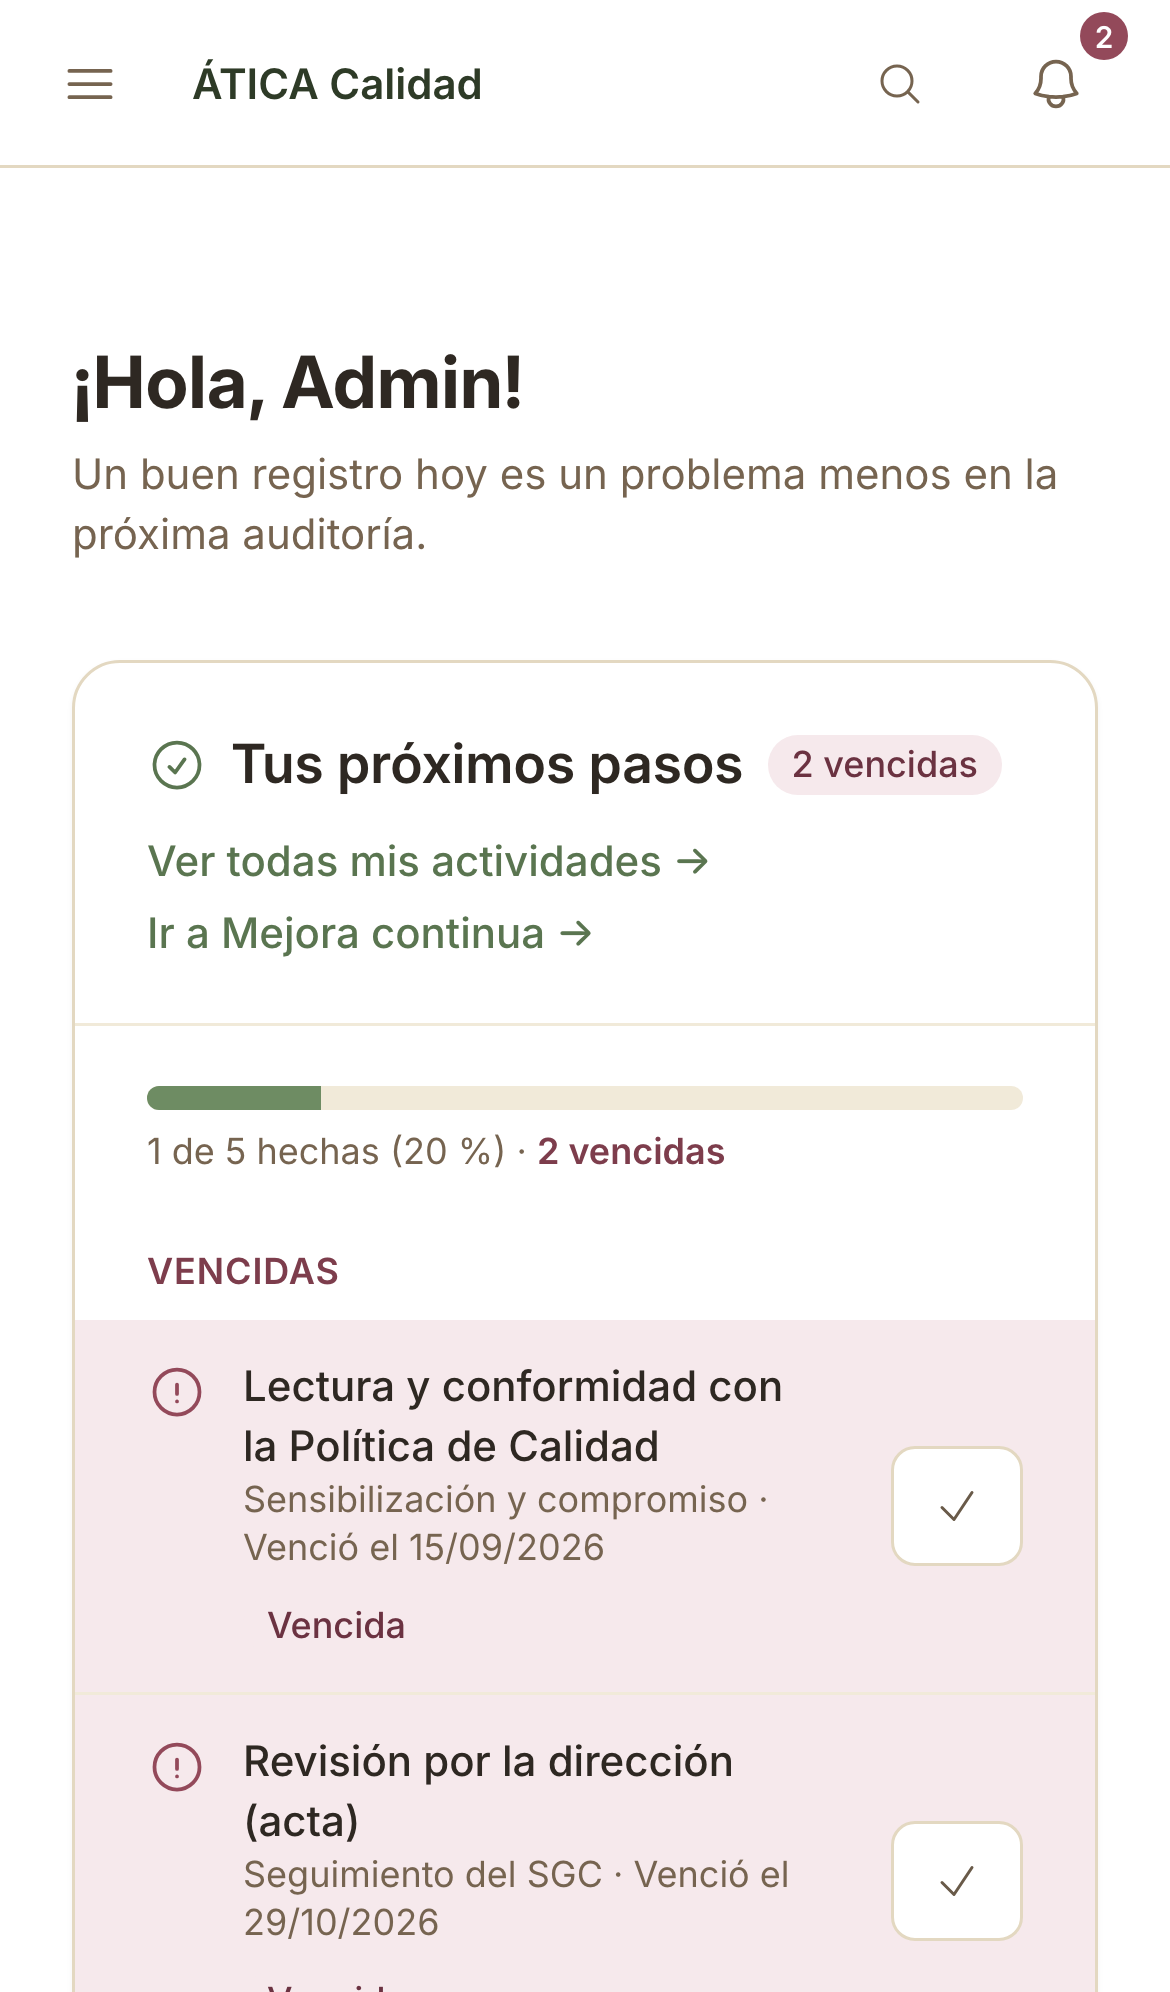 ÁTICA Calidad
2
¡Hola, Admin!
Un buen registro hoy es un problema menos en la
próxima auditoría.
Tus próximos pasos
2 vencidas
Ver todas mis actividades →
Ir a Mejora continua →
1 de 5 hechas (20 %) · 2 vencidas
VENCIDAS
Lectura y conformidad con
la Política de Calidad
Sensibilización y compromiso ·
Venció el 15/09/2026
Vencida
Revisión por la dirección
(acta)
Seguimiento del SGC · Venció el
29/10/2026